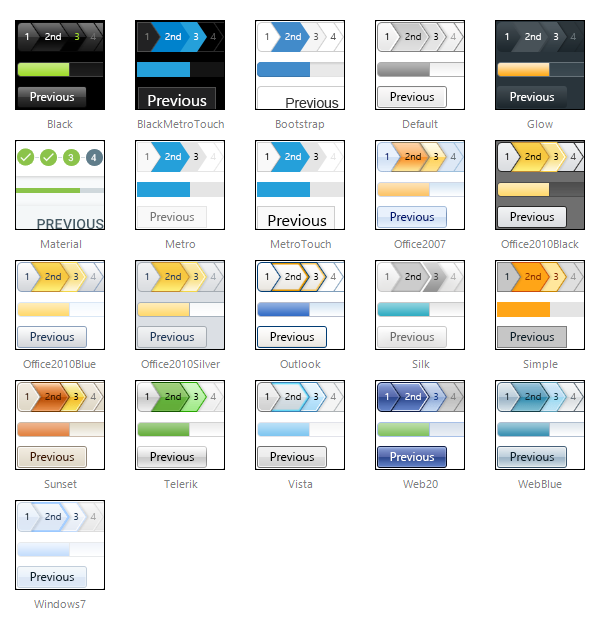 1 2nd 3 4 1 2nd 3 4 1 2nd 3 4 1 2nd 3 4 1 2nd 3 4
Previous Previous Previous Previous Previous
Black BlackMetroTouch Bootstrap Default Glow
3 4 1 2nd 3 4 1 2nd 3 1 2nd 3 4 1 2nd 3 4
PREVIOUS Previous Previous Previous Previous
Material Metro MetroTouch Office2007 Office2010Black
1 2nd 3 4 1 2nd 3 4 1 2nd 3 4 1 2nd 3 4 1 2nd 3 4
Previous Previous Previous Previous Previous
Office2010Blue Office2010Silver Outlook Silk Simple
1 2nd 3 4 1 2nd 3 4 1 2nd 3 4 1 2nd 3 4 1 2nd 3 4
Previous Previous Previous Previous Previous
Sunset Telerik Vista Web20 WebBlue
1 2nd 3 4
Previous
Windows7